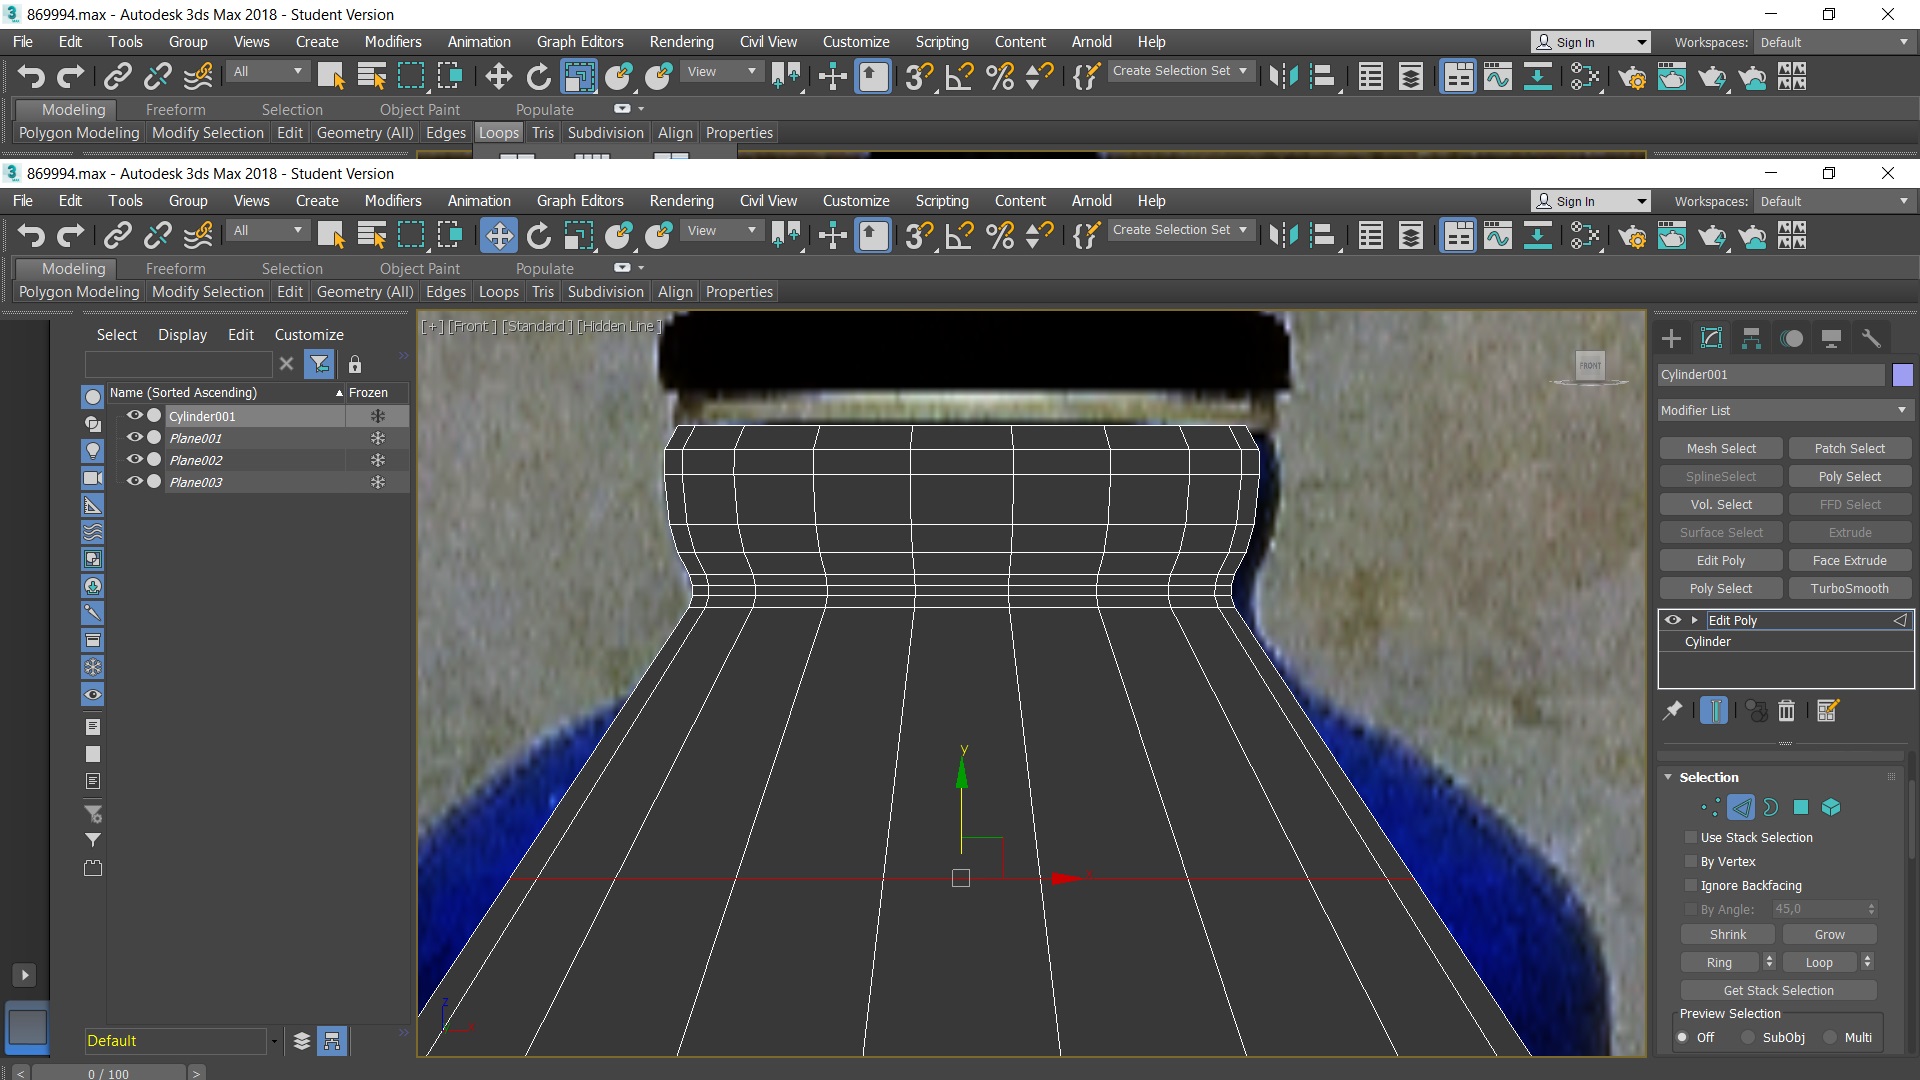 869994.max - Autodesk 3ds Max 2018 - Student Version
File Edit Tools Group Views Create Modifiers Animation Graph Editors Rendering Civil View Customize Scripting Content Arnold Help Sign In Workspaces: Default
All View Create Selection Set
Modeling Freeform Selection Object Paint Populate
Polygon Modeling Modify Selection Edit Geometry (All) Edges Loops Tris Subdivision Align Properties
869994.max - Autodesk 3ds Max 2018 - Student Version
File Edit Tools Group Views Create Modifiers Animation Graph Editors Rendering Civil View Customize Scripting Content Arnold Help Sign In Workspaces: Default
All View Create Selection Set
Modeling Freeform Selection Object Paint Populate
Polygon Modeling Modify Selection Edit Geometry (All) Edges Loops Tris Subdivision Align Properties
Select Display Edit Customize
Name (Sorted Ascending) Frozen
Cylinder001
Plane001
Plane002
Plane003
Default
0 / 100
[+] [Front ] [Standard ] [Hidden Line ]
FRONT
y
x
z
x
Cylinder001
Modifier List
Mesh Select Patch Select
SplineSelect Poly Select
Vol. Select FFD Select
Surface Select Extrude
Edit Poly Face Extrude
Poly Select TurboSmooth
Edit Poly
Cylinder
Selection
Use Stack Selection
By Vertex
Ignore Backfacing
By Angle: 45,0
Shrink Grow
Ring Loop
Get Stack Selection
Preview Selection
Off SubObj Multi